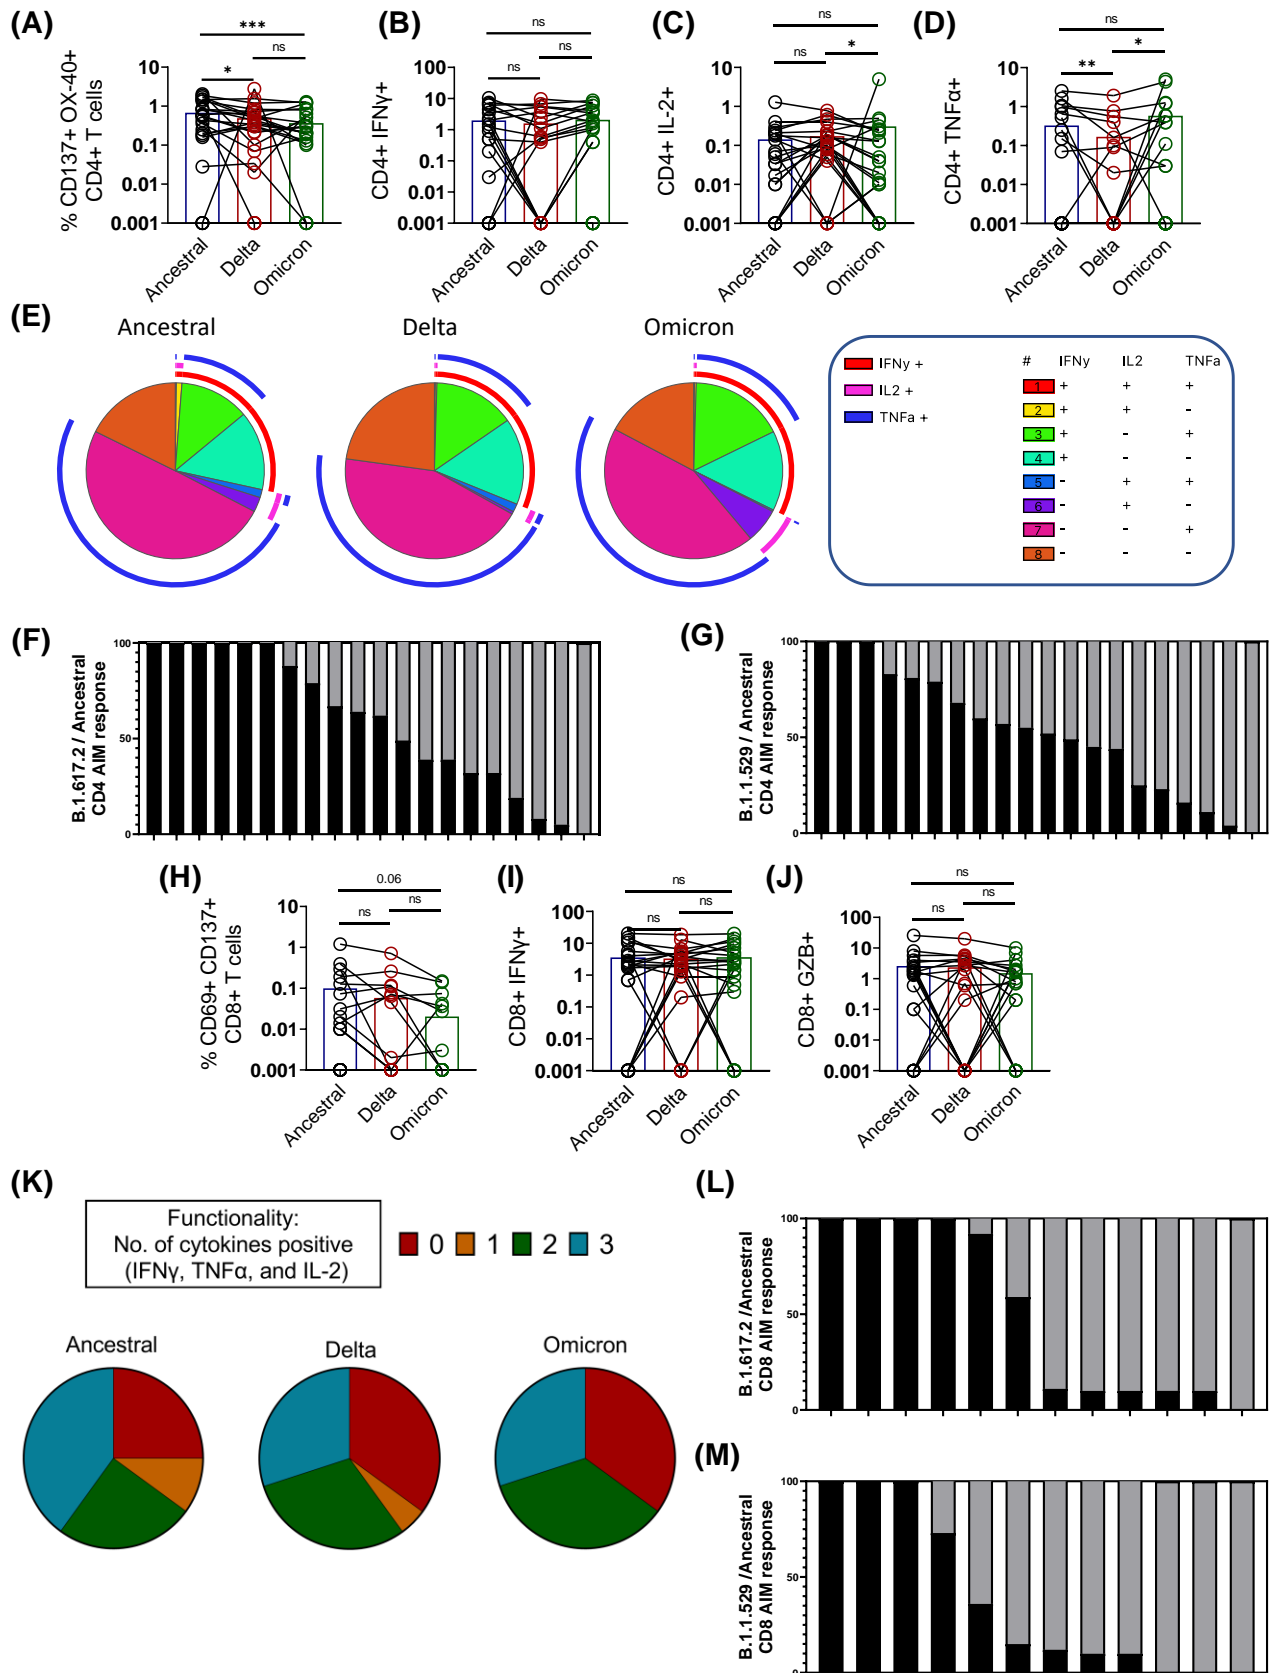 (A)
***
ns
*
% CD137+ OX-40+
CD4+ T cells
10
1
0.1
0.01
0.001
Ancestral
Delta
Omicron
(B)
ns
ns
ns
CD4+ IFNγ+
100
10
1
0.1
0.01
0.001
Ancestral
Delta
Omicron
(C)
ns
ns
*
CD4+ IL-2+
10
1
0.1
0.01
0.001
Ancestral
Delta
Omicron
(D)
ns
*
**
CD4+ TNFα+
10
1
0.1
0.01
0.001
Ancestral
Delta
Omicron
(E)
Ancestral
Delta
Omicron
IFNy +
IL2 +
TNFa +
# IFNy IL2 TNFa
1 + + +
2 + + -
3 + - +
4 + - -
5 - + +
6 - + -
7 - - +
8 - - -
(F)
B.1.617.2 / Ancestral
CD4 AIM response
100
50
0
(G)
B.1.1.529 / Ancestral
CD4 AIM response
100
50
0
(H)
0.06
ns
ns
% CD69+ CD137+
CD8+ T cells
10
1
0.1
0.01
0.001
Ancestral
Delta
Omicron
(I)
ns
ns
ns
CD8+ IFNγ+
100
10
1
0.1
0.01
0.001
Ancestral
Delta
Omicron
(J)
ns
ns
ns
CD8+ GZB+
100
10
1
0.1
0.01
0.001
Ancestral
Delta
Omicron
(K)
Functionality:
No. of cytokines positive
(IFNγ, TNFα, and IL-2)
0 1 2 3
Ancestral
Delta
Omicron
(L)
B.1.617.2 /Ancestral
CD8 AIM response
100
50
0
(M)
B.1.1.529 /Ancestral
CD8 AIM response
100
50
0